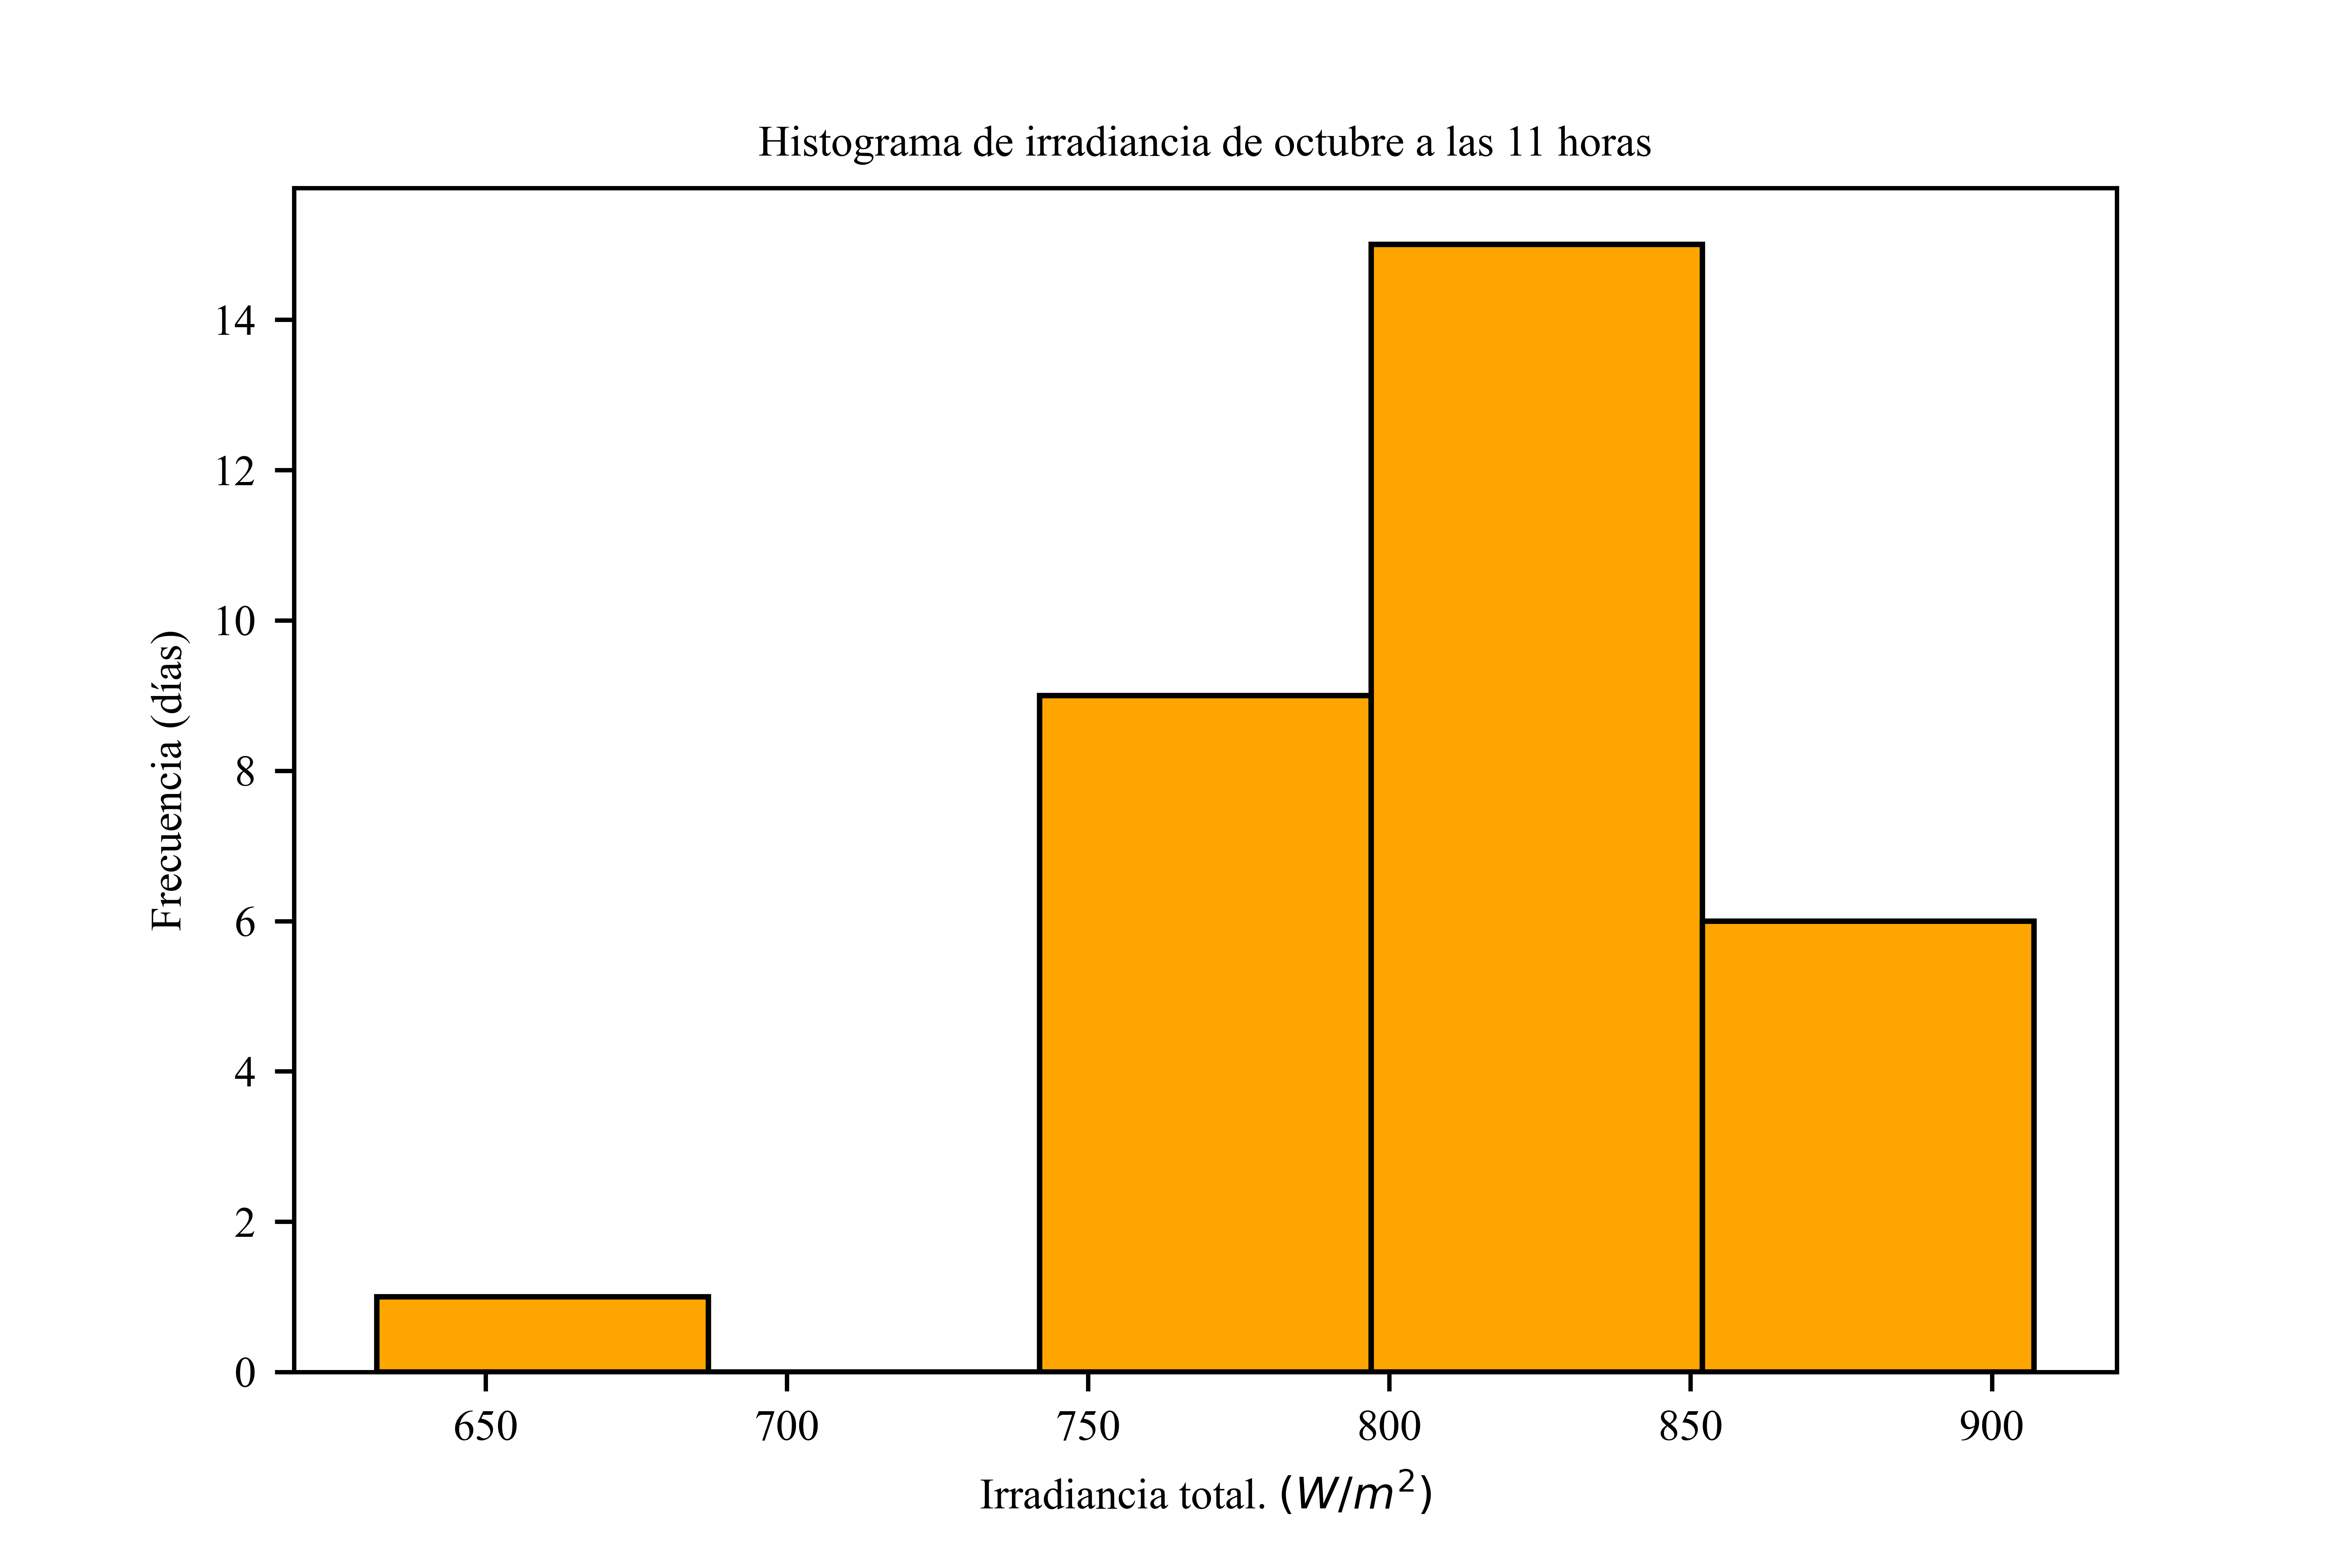 Histograma de irradiancia de octubre a las 11 horas
Frecuencia (días)
14
12
10
8
6
4
2
0
650 700 750 800 850 900
Irradiancia total. (W/m²)